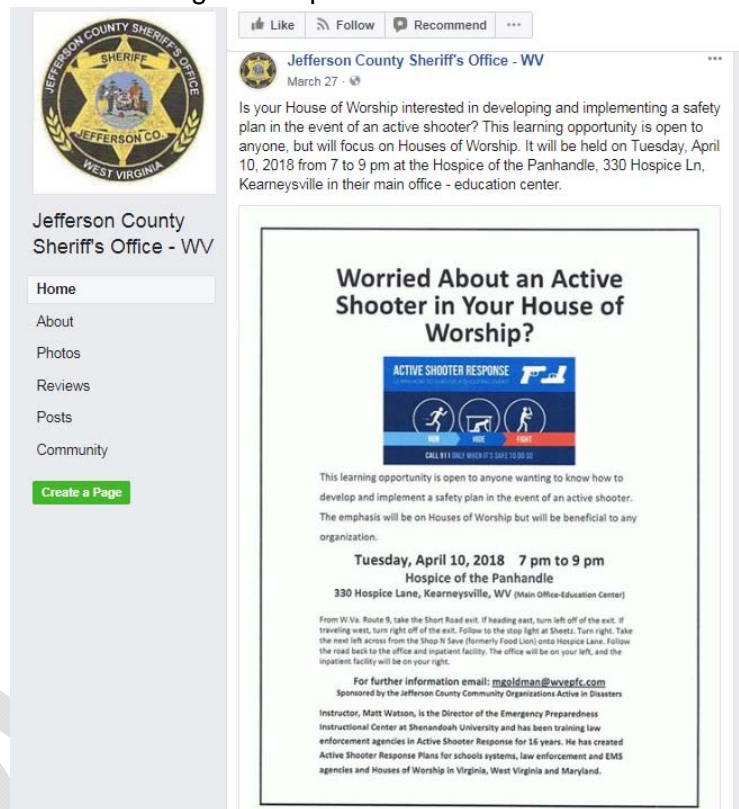 JEFFERSON COUNTY SHERIFF'S OFFICE
SHERIFF
JEFFERSON CO.
WEST VIRGINIA
Jefferson County
Sheriff's Office - WV
Home
About
Photos
Reviews
Posts
Community
Create a Page
Like Follow Recommend ...
Jefferson County Sheriff's Office - WV ...
March 27 ·
Is your House of Worship interested in developing and implementing a safety
plan in the event of an active shooter? This learning opportunity is open to
anyone, but will focus on Houses of Worship. It will be held on Tuesday, April
10, 2018 from 7 to 9 pm at the Hospice of the Panhandle, 330 Hospice Ln,
Kearneysville in their main office - education center.
Worried About an Active
Shooter in Your House of
Worship?
ACTIVE SHOOTER RESPONSE
LEARN HOW TO SURVIVE A SHOOTING EVENT
RUN HIDE FIGHT
CALL 911 ONLY WHEN IT'S SAFE TO DO SO
This learning opportunity is open to anyone wanting to know how to
develop and implement a safety plan in the event of an active shooter.
The emphasis will be on Houses of Worship but will be beneficial to any
organization.
Tuesday, April 10, 2018 7 pm to 9 pm
Hospice of the Panhandle
330 Hospice Lane, Kearneysville, WV (Main Office-Education Center)
From W.Va. Route 9, take the Short Road exit. If heading east, turn left off of the exit. If
traveling west, turn right off of the exit. Follow to the stop light at Sheetz. Turn right. Take
the next left across from the Shop N Save (formerly Food Lion) onto Hospice Lane. Follow
the road back to the office and inpatient facility. The office will be on your left, and the
inpatient facility will be on your right.
For further information email: mgoldman@wvepfc.com
Sponsored by the Jefferson County Community Organizations Active in Disasters
Instructor, Matt Watson, is the Director of the Emergency Preparedness
Instructional Center at Shenandoah University and has been training law
enforcement agencies in Active Shooter Response for 16 years. He has created
Active Shooter Response Plans for schools systems, law enforcement and EMS
agencies and Houses of Worship in Virginia, West Virginia and Maryland.